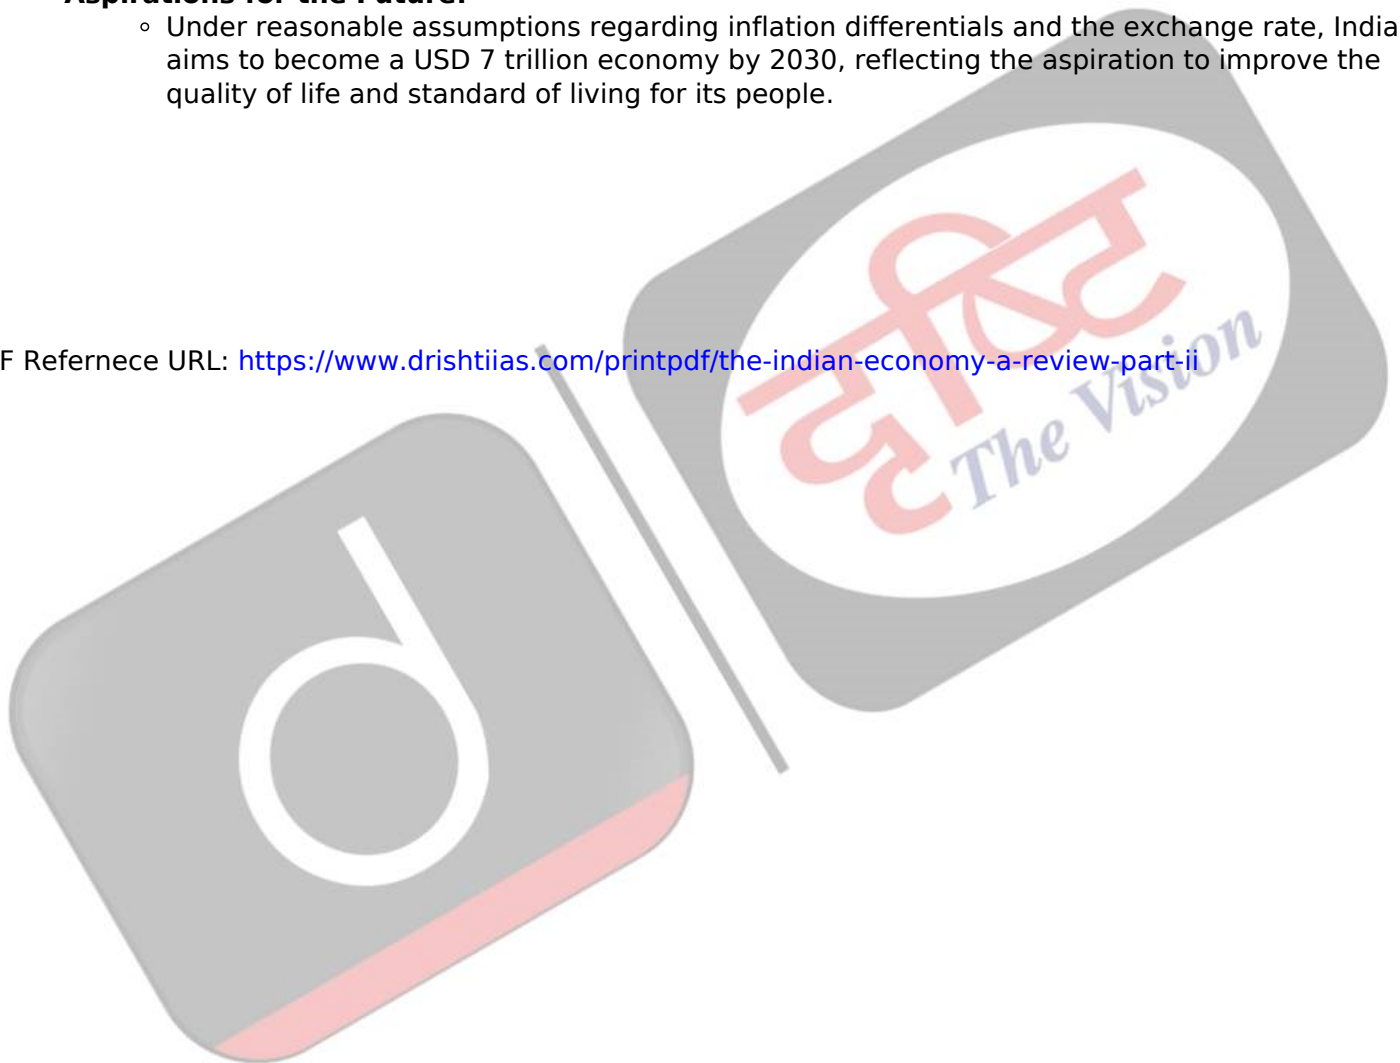 Aspirations for the Future:
◦ Under reasonable assumptions regarding inflation differentials and the exchange rate, India
aims to become a USD 7 trillion economy by 2030, reflecting the aspiration to improve the
quality of life and standard of living for its people.
F Refernece URL: https://www.drishtiias.com/printpdf/the-indian-economy-a-review-part-ii
दृष्टि
The Vision
d